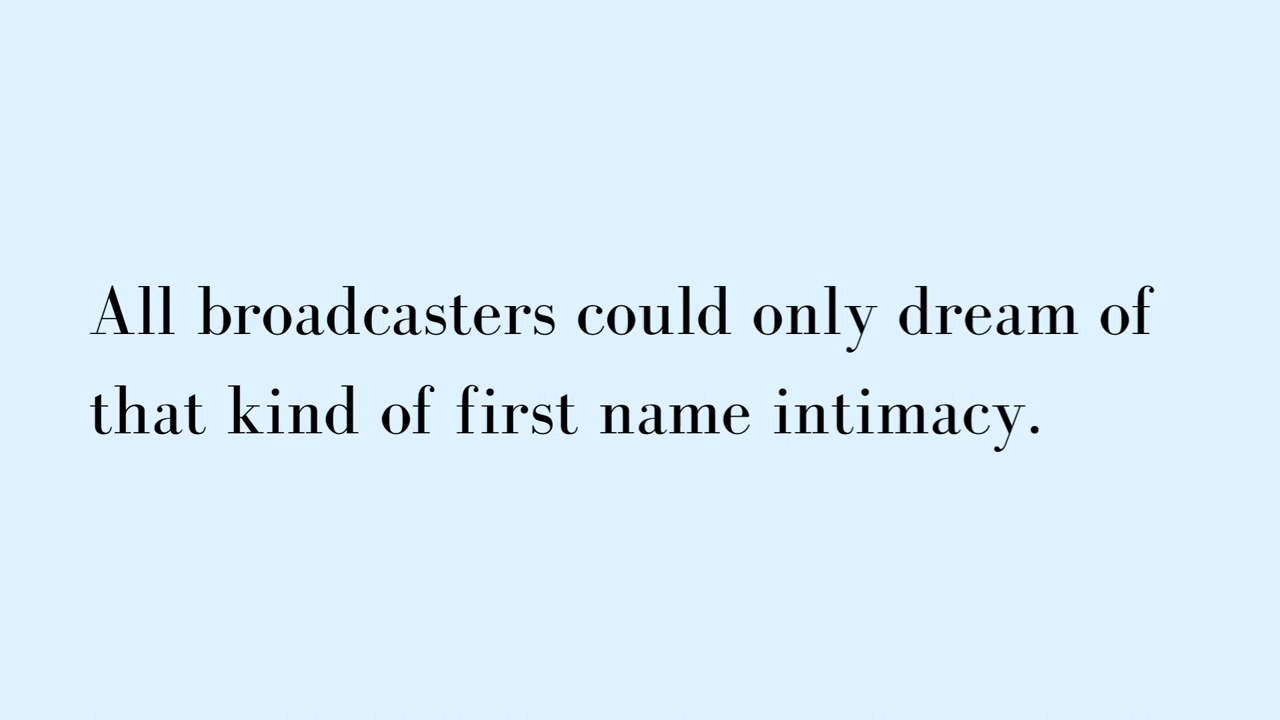 All broadcasters could only dream of
that kind of first name intimacy.